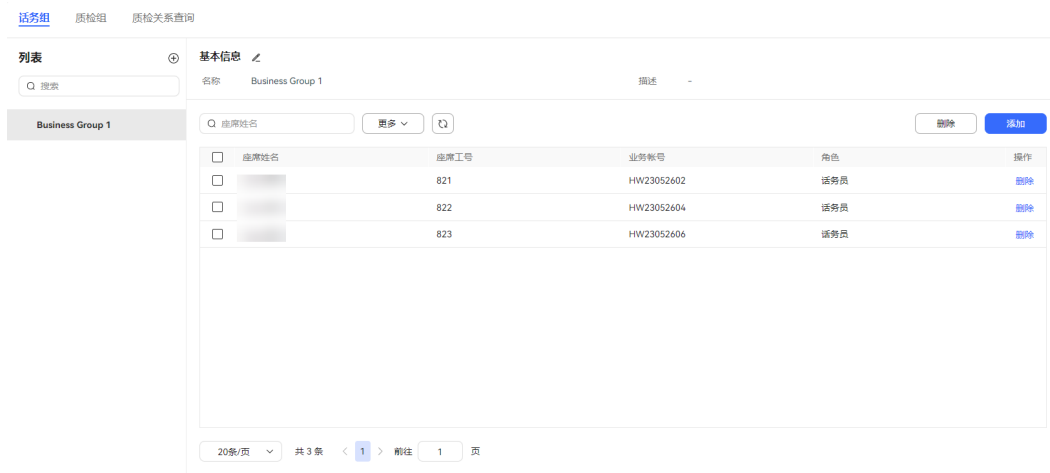 话务组 质检组 质检关系查询
列表
搜索
Business Group 1
基本信息
名称 Business Group 1 描述 -
座席姓名 更多 删除 添加
座席姓名 座席工号 业务帐号 角色 操作
821 HW23052602 话务员 删除
822 HW23052604 话务员 删除
823 HW23052606 话务员 删除
20条/页 共 3 条 < 1 > 前往 1 页